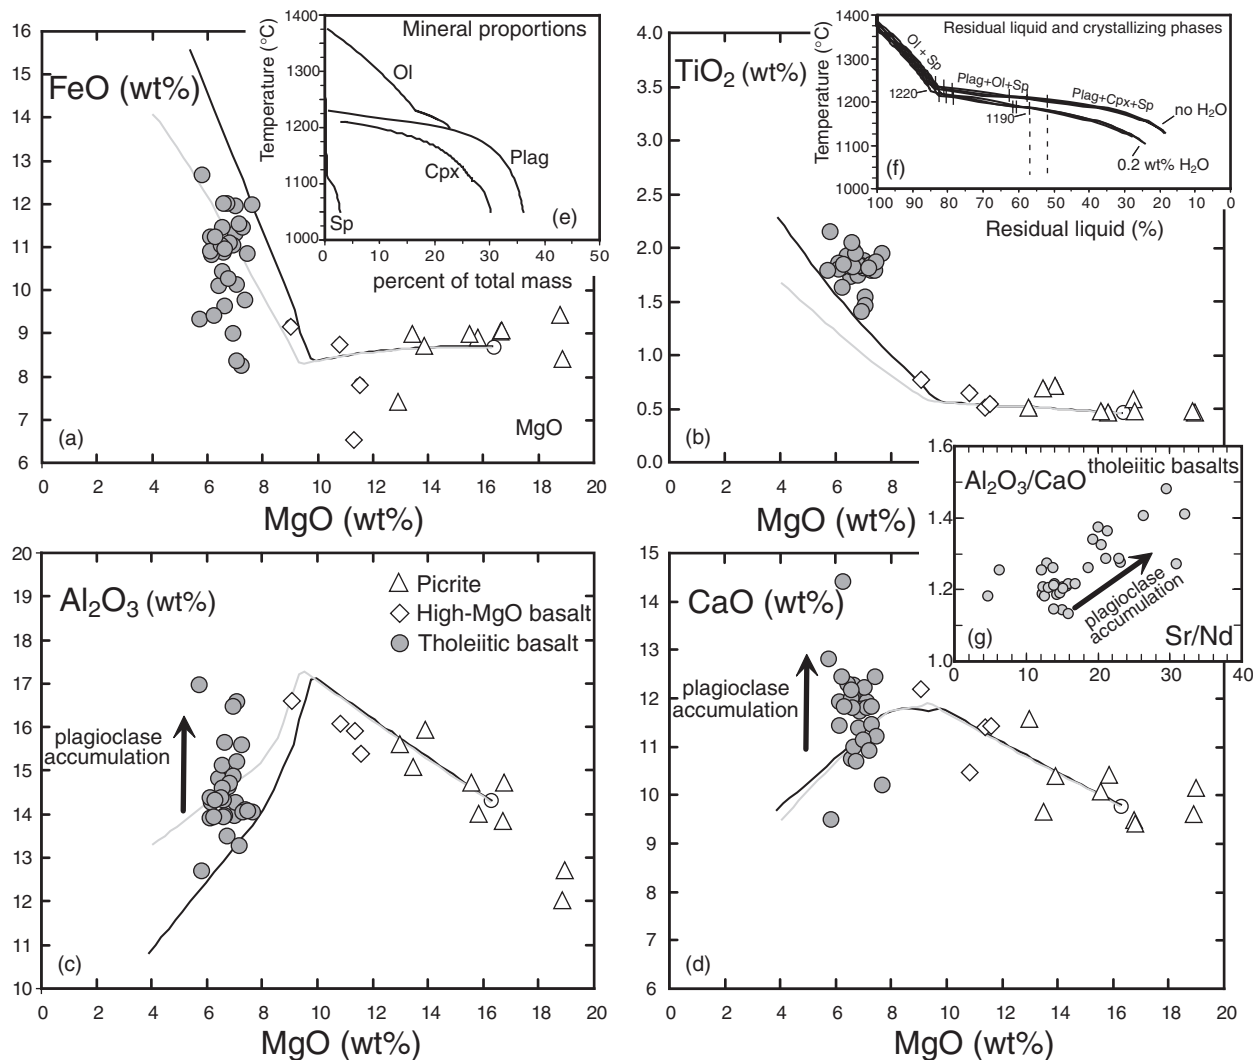 FeO (wt%)
16
15
14
13
12
11
10
9
8
7
6
(a)
MgO
0
2
4
6
8
10
12
14
16
18
20
MgO (wt%)
Temperature (°C)
1400
1300
1200
1100
1000
Mineral proportions
Ol
Plag
Cpx
Sp
(e)
0
10
20
30
40
50
percent of total mass
TiO2 (wt%)
4.0
3.5
3.0
2.5
2.0
1.5
1.0
0.5
0.0
(b)
0
2
4
6
8
10
12
14
16
18
20
MgO (wt%)
Temperature (°C)
1400
1300
1200
1100
1000
Residual liquid and crystallizing phases
Ol + Sp
Plag+Ol+Sp
Plag+Cpx+Sp
1220
1190
no H2O
0.2 wt% H2O
(f)
100
90
80
70
60
50
40
30
20
10
0
Residual liquid (%)
Al2O3 (wt%)
20
19
18
17
16
15
14
13
12
11
10
Picrite
High-MgO basalt
Tholeiitic basalt
plagioclase
accumulation
(c)
0
2
4
6
8
10
12
14
16
18
20
MgO (wt%)
CaO (wt%)
15
14
13
12
11
10
9
8
7
6
plagioclase
accumulation
(d)
0
2
4
6
8
10
12
14
16
18
20
MgO (wt%)
1.6
1.4
1.2
1.0
Al2O3/CaO
tholeiitic basalts
plagioclase
accumulation
(g)
Sr/Nd
0
10
20
30
40